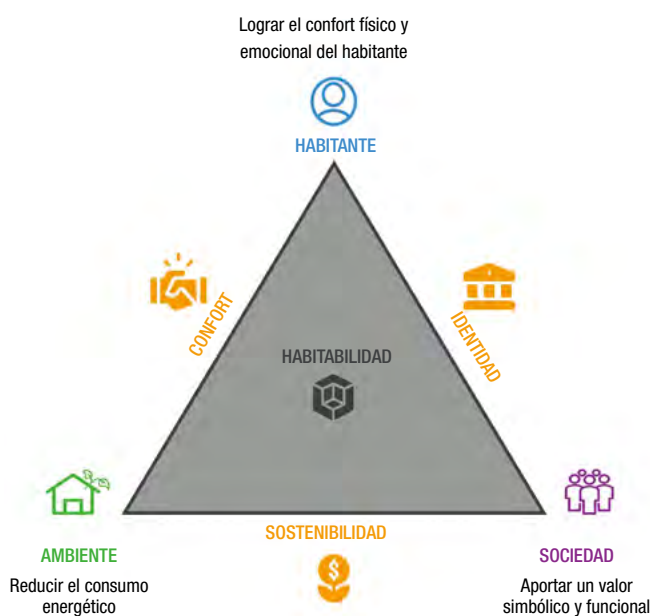 Lograr el confort físico y
emocional del habitante
HABITANTE
CONFORT
IDENTIDAD
HABITABILIDAD
SOSTENIBILIDAD
$
AMBIENTE
Reducir el consumo
energético
SOCIEDAD
Aportar un valor
simbólico y funcional